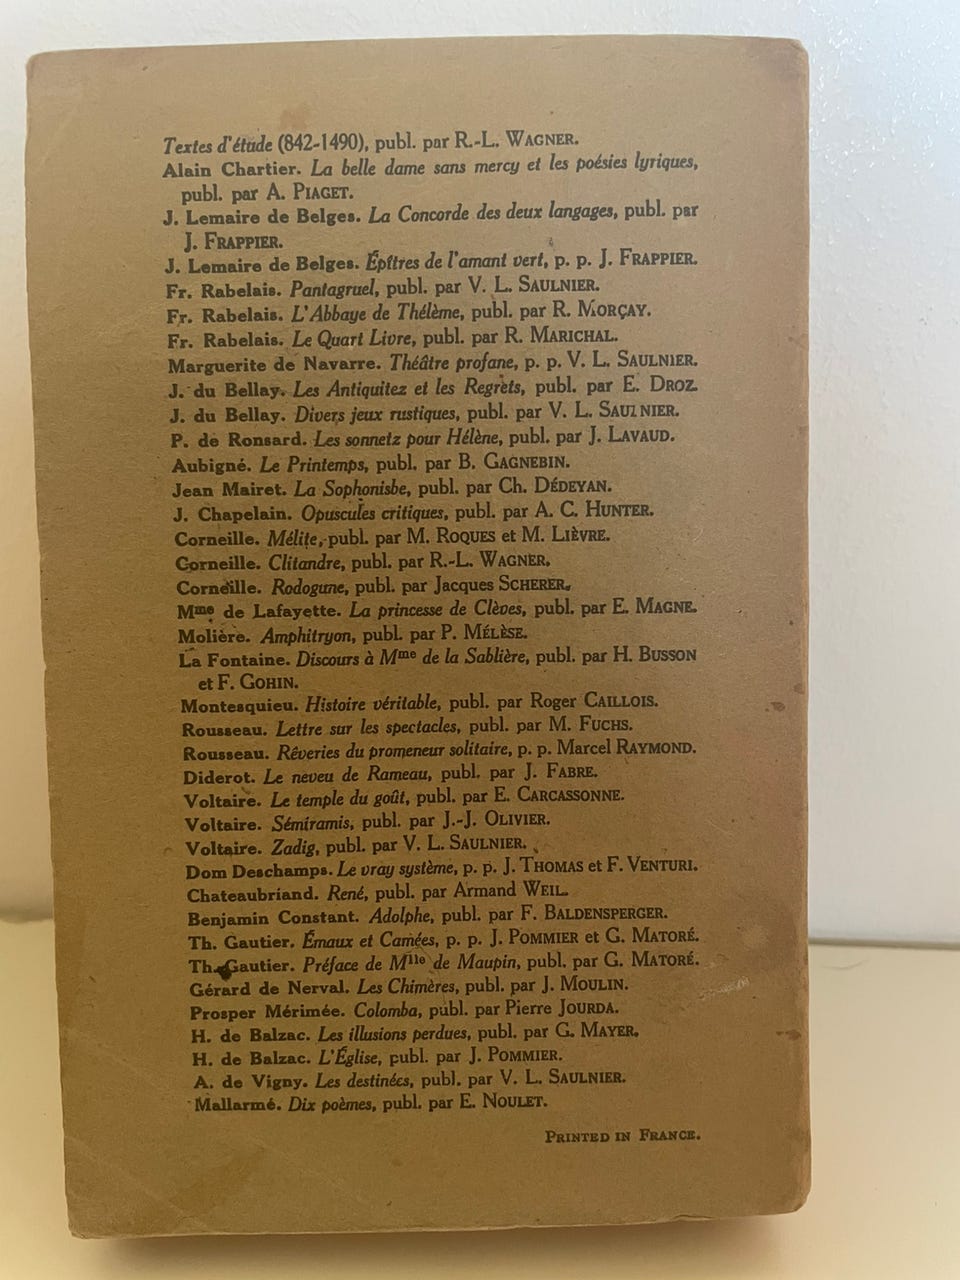 Textes d'étude (842-1490), publ. par R.-L. WAGNER.
Alain Chartier. La belle dame sans mercy et les poésies lyriques,
publ. par A. PIAGET.
J. Lemaire de Belges. La Concorde des deux langages, publ. par
J. FRAPPIER.
J. Lemaire de Belges. Épîtres de l'amant vert, p. p. J. FRAPPIER.
Fr. Rabelais. Pantagruel, publ. par V. L. SAULNIER.
Fr. Rabelais. L'Abbaye de Thélème, publ. par R. MORÇAY.
Fr. Rabelais. Le Quart Livre, publ. par R. MARICHAL.
Marguerite de Navarre. Théâtre profane, p. p. V. L. SAULNIER.
J. du Bellay. Les Antiquitez et les Regrets, publ. par E. DROZ.
J. du Bellay. Divers jeux rustiques, publ. par V. L. SAULNIER.
P. de Ronsard. Les sonnetz pour Hélène, publ. par J. LAVAUD.
Aubigné. Le Printemps, publ. par B. GAGNEBIN.
Jean Mairet. La Sophonisbe, publ. par Ch. DÉDEYAN.
J. Chapelain. Opuscules critiques, publ. par A. C. HUNTER.
Corneille. Mélite, publ. par M. ROQUES et M. LIÈVRE.
Corneille. Clitandre, publ. par R.-L. WAGNER.
Corneille. Rodogune, publ. par Jacques SCHERER.
Mme de Lafayette. La princesse de Clèves, publ. par E. MAGNE.
Molière. Amphitryon, publ. par P. MÉLÈSE.
La Fontaine. Discours à Mme de la Sablière, publ. par H. BUSSON
et F. GOHIN.
Montesquieu. Histoire véritable, publ. par Roger CAILLOIS.
Rousseau. Lettre sur les spectacles, publ. par M. FUCHS.
Rousseau. Rêveries du promeneur solitaire, p. p. Marcel RAYMOND.
Diderot. Le neveu de Rameau, publ. par J. FABRE.
Voltaire. Le temple du goût, publ. par E. CARCASSONNE.
Voltaire. Sémiramis, publ. par J.-J. OLIVIER.
Voltaire. Zadig, publ. par V. L. SAULNIER.
Dom Deschamps. Le vray système, p. p. J. THOMAS et F. VENTURI.
Chateaubriand. René, publ. par Armand WEIL.
Benjamin Constant. Adolphe, publ. par F. BALDENSPERGER.
Th. Gautier. Émaux et Camées, p. p. J. POMMIER et G. MATORÉ.
Th. Gautier. Préface de Mlle de Maupin, publ. par G. MATORÉ.
Gérard de Nerval. Les Chimères, publ. par J. MOULIN.
Prosper Mérimée. Colomba, publ. par Pierre JOURDA.
H. de Balzac. Les illusions perdues, publ. par G. MAYER.
H. de Balzac. L'Église, publ. par J. POMMIER.
A. de Vigny. Les destinées, publ. par V. L. SAULNIER.
Mallarmé. Dix poèmes, publ. par E. NOULET.
PRINTED IN FRANCE.